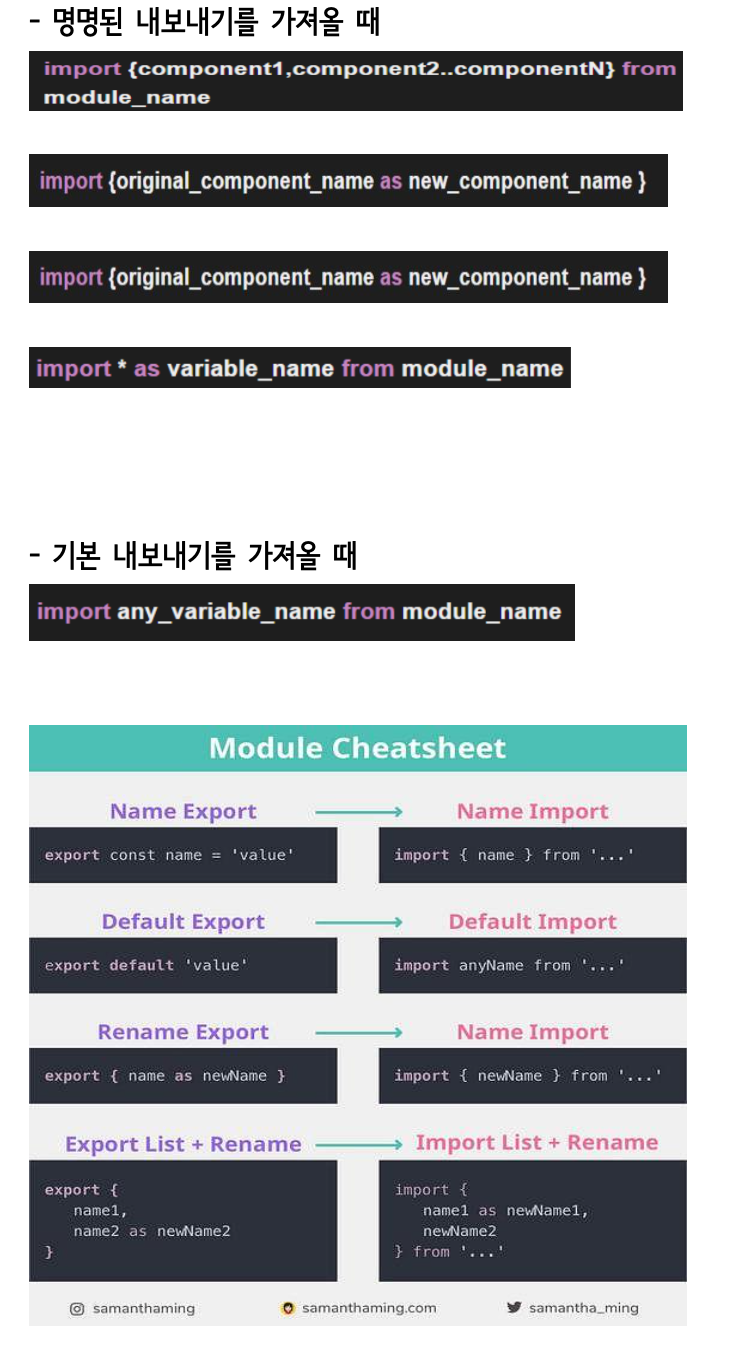 - 명명된 내보내기를 가져올 때
import {component1,component2..componentN} from
module_name
import {original_component_name as new_component_name }
import {original_component_name as new_component_name }
import * as variable_name from module_name
- 기본 내보내기를 가져올 때
import any_variable_name from module_name
Module Cheatsheet
Name Export
Name Import
export const name = 'value'
import { name } from '...'
Default Export
Default Import
export default 'value'
import anyName from '...'
Rename Export
Name Import
export { name as newName }
import { newName } from '...'
Export List + Rename
Import List + Rename
export {
name1,
name2 as newName2
}
import {
name1 as newName1,
newName2
} from '...'
samanthaming
samanthaming.com
samantha_ming